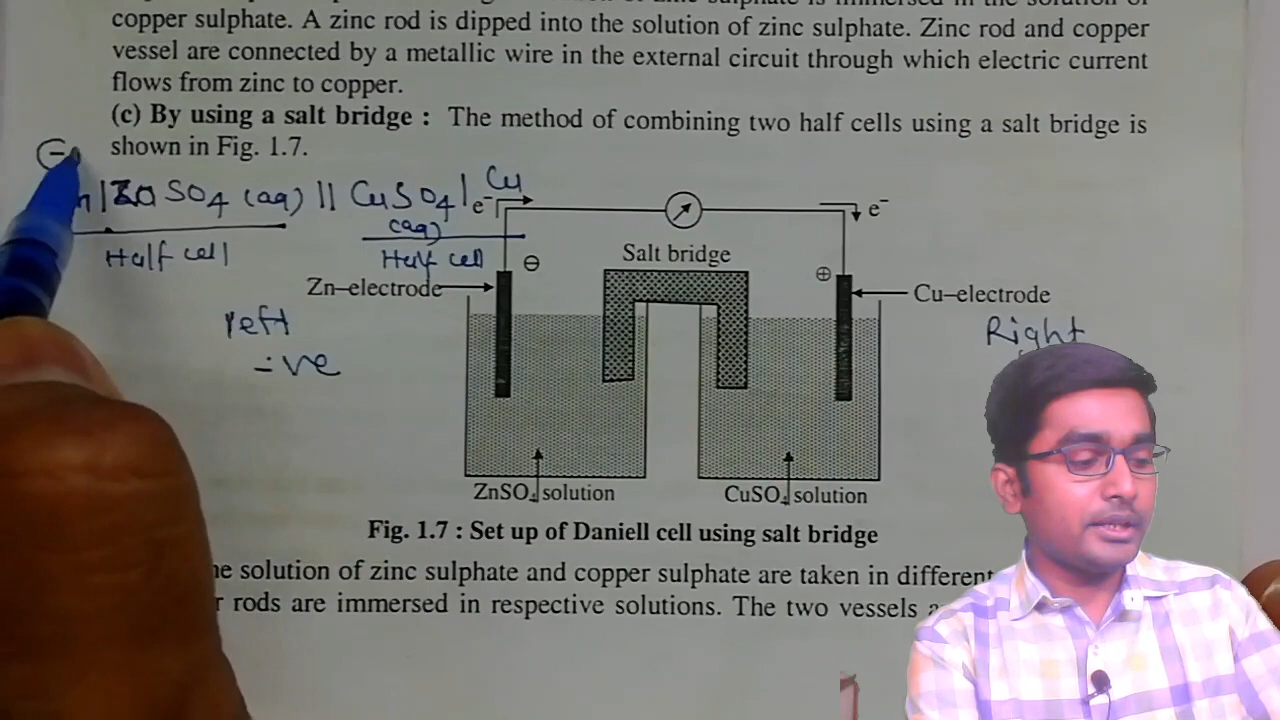 copper sulphate. A zinc rod is dipped into the solution of zinc sulphate. Zinc rod and copper
vessel are connected by a metallic wire in the external circuit through which electric current
flows from zinc to copper.
(c) By using a salt bridge : The method of combining two half cells using a salt bridge is
shown in Fig. 1.7.
SO4 (aq) || CuSO4 | Cu
(aq)
Half cell Half cell
e⁻ e⁻
⊖ ⊕
Salt bridge
Zn–electrode Cu–electrode
left Right
-ve
ZnSO4 solution CuSO4 solution
Fig. 1.7 : Set up of Daniell cell using salt bridge
solution of zinc sulphate and copper sulphate are taken in different
rods are immersed in respective solutions. The two vessels